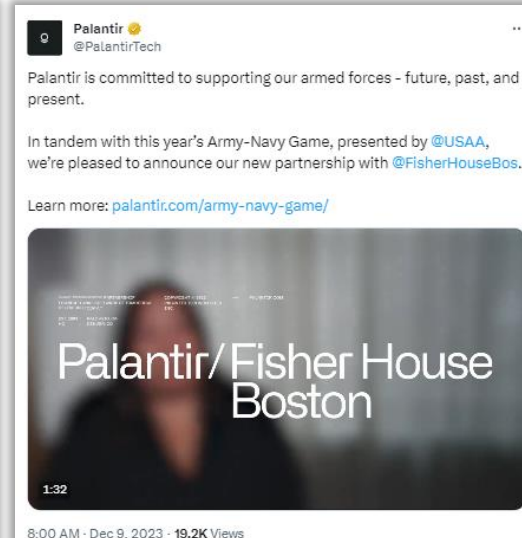 Palantir
@PalantirTech
Palantir is committed to supporting our armed forces - future, past, and
present.
In tandem with this year's Army-Navy Game, presented by @USAA,
we're pleased to announce our new partnership with @FisherHouseBos.
Learn more: palantir.com/army-navy-game/
Palantir/Fisher House
Boston
1:32
8:00 AM · Dec 9, 2023 · 19.2K Views